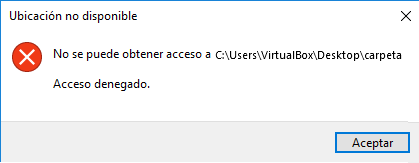 Ubicación no disponible
No se puede obtener acceso a C:\Users\VirtualBox\Desktop\carpeta
Acceso denegado.
Aceptar